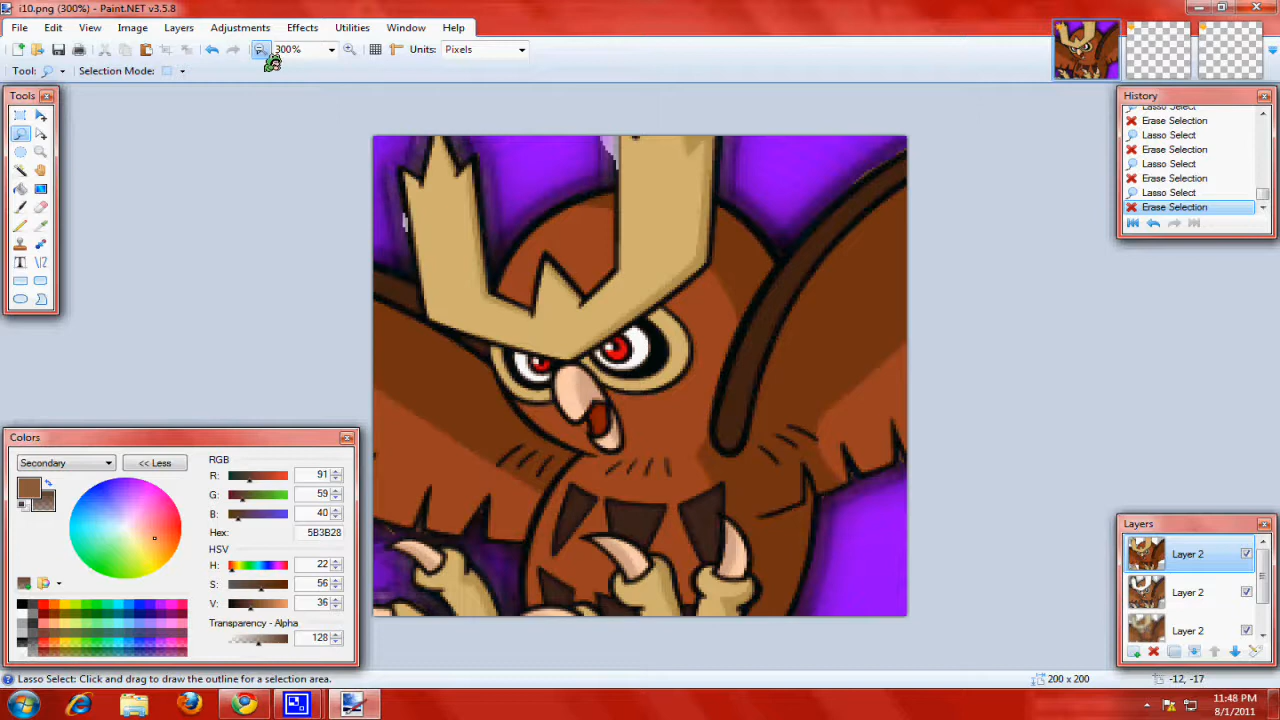 i10.png (300%) - Paint.NET v3.5.8
File Edit View Image Layers Adjustments Effects Utilities Window Help
300% Units: Pixels
Tool: Selection Mode:
Tools
History
Lasso Select
Erase Selection
Lasso Select
Erase Selection
Lasso Select
Erase Selection
Lasso Select
Erase Selection
Colors
Secondary << Less
RGB
R: 91
G: 59
B: 40
Hex: 5B3B28
HSV
H: 22
S: 56
V: 36
Transparency - Alpha
128
Layers
Layer 2
Layer 2
Layer 2
Lasso Select: Click and drag to draw the outline for a selection area. 200 x 200 -12, -17
11:48 PM
8/1/2011